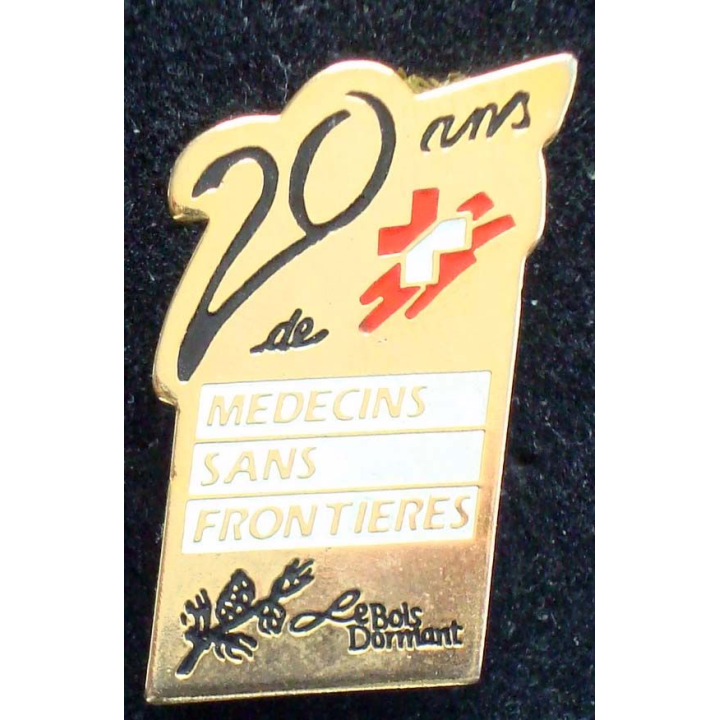 20 ans
de
MEDECINS
SANS
FRONTIERES
Le Bois
Dormant